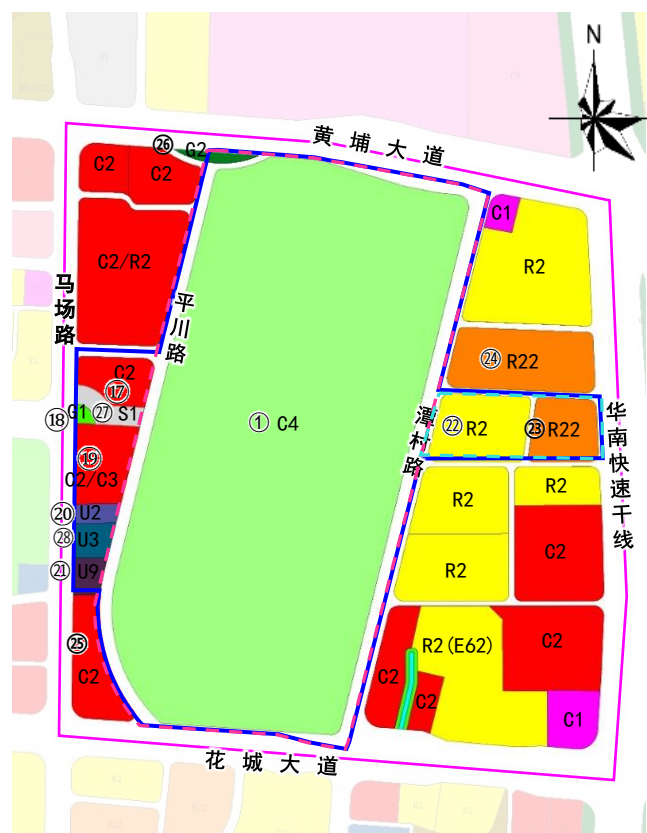 N
黄埔大道
㉖
G2
C2
C2
C1
R2
C2/R2
马场路
平川路
㉔ R22
C2
⑰
⑱
G1
㉗ S1
① C4
潭村路
㉒ R2
㉓ R22
华南快速干线
⑲
C2/C3
R2
R2
⑳ U2
㉘ U3
C2
㉑ U9
R2
㉕
C2
R2(E62)
C2
C2
C2
C1
花城大道